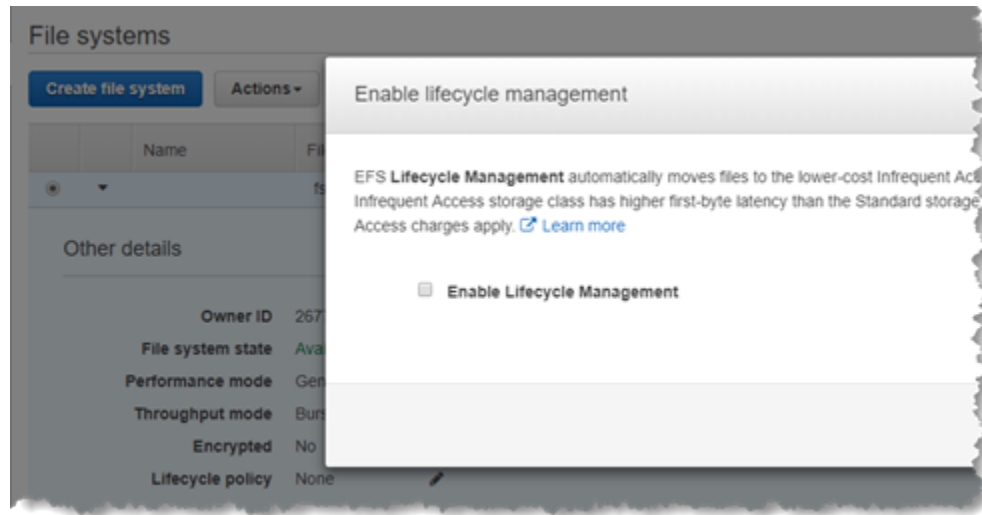 File systems
Create file system Actions
Enable lifecycle management
Name
EFS Lifecycle Management automatically moves files to the lower-cost Infrequent
Infrequent Access storage class has higher first-byte latency than the Standard storage
Access charges apply. Learn more
Other details
Enable Lifecycle Management
Owner ID 267
File system state
Performance mode
Throughput mode
Encrypted No
Lifecycle policy None